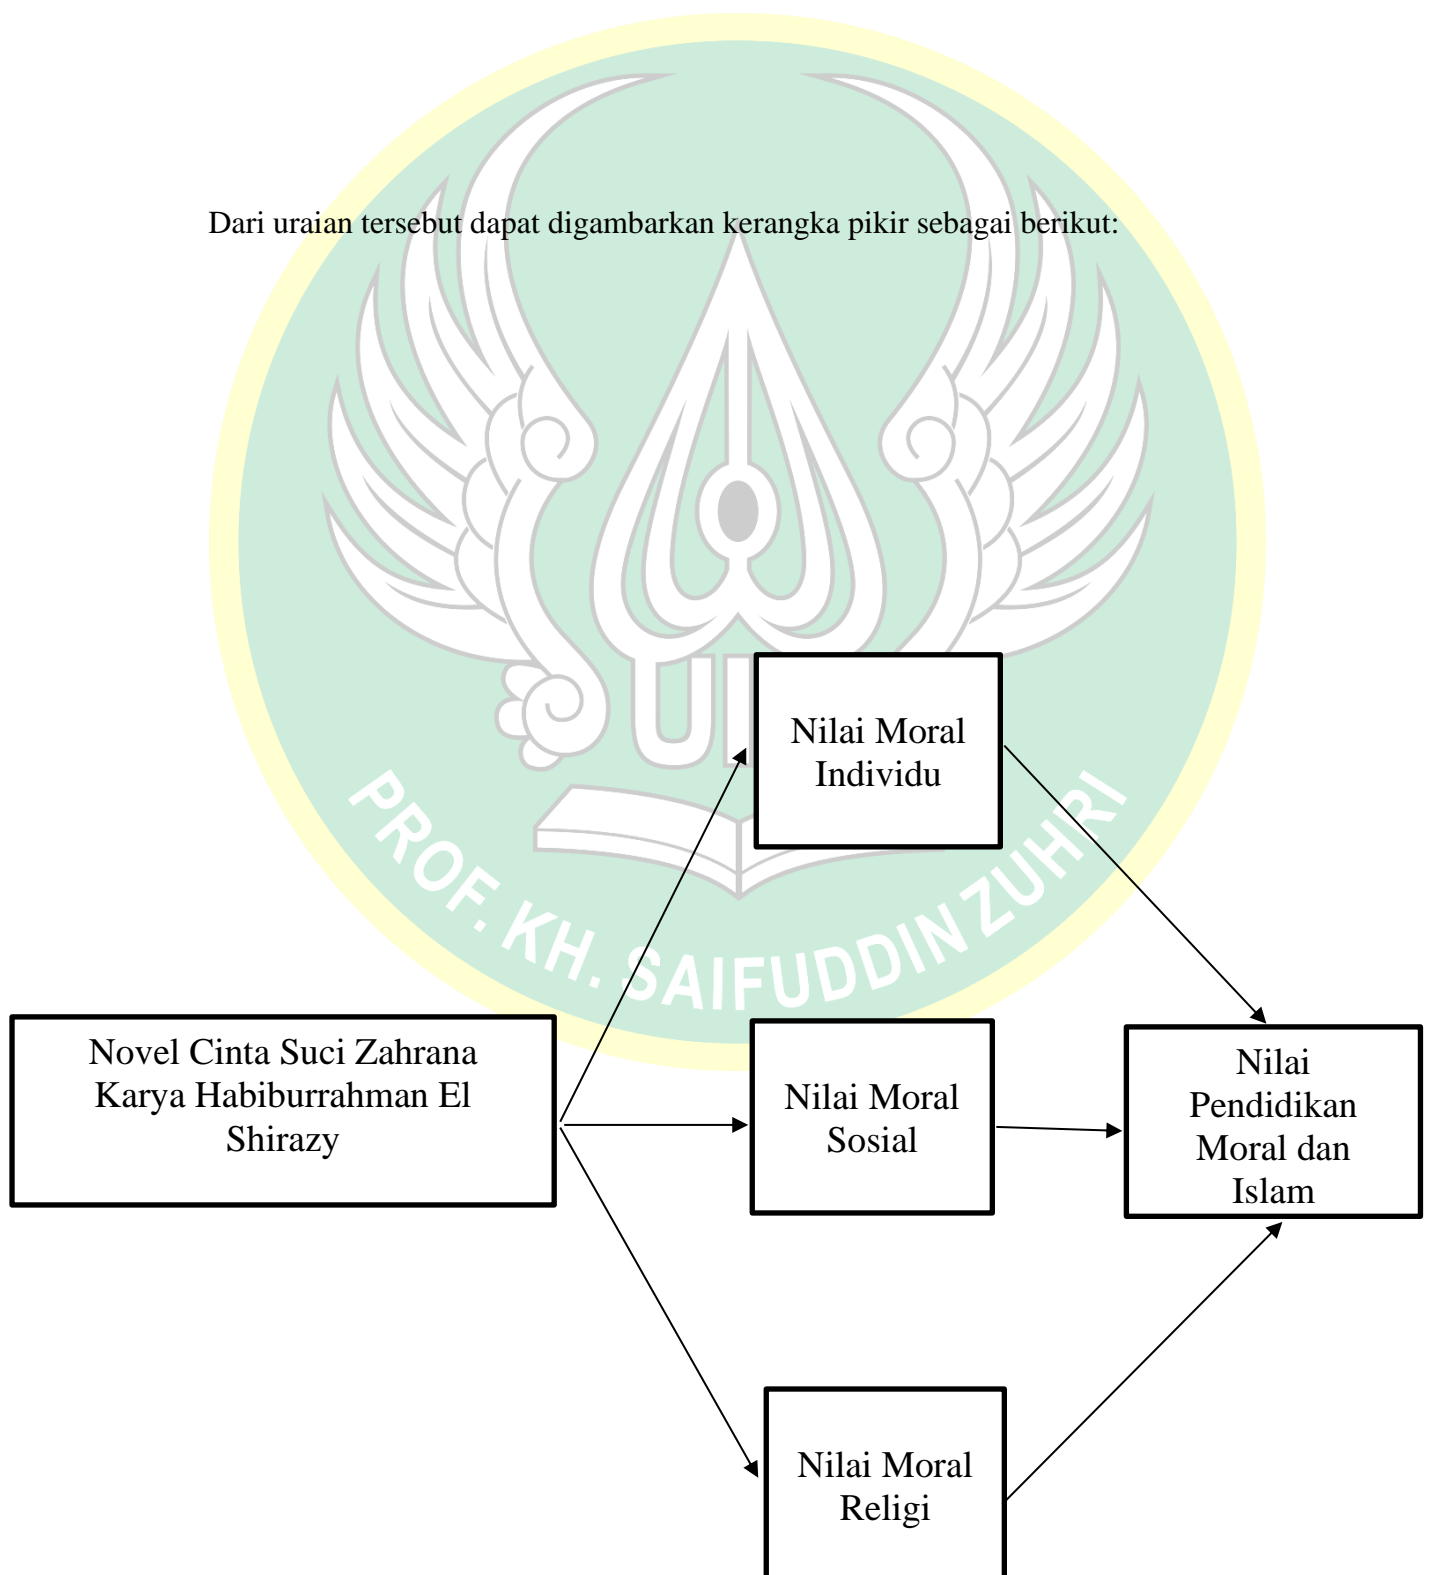 Dari uraian tersebut dapat digambarkan kerangka pikir sebagai berikut:
Nilai Moral
Individu
PROF. KH. SAIFUDDIN ZUHRI
Novel Cinta Suci Zahrana
Karya Habiburrahman El
Shirazy
Nilai Moral
Sosial
Nilai
Pendidikan
Moral dan
Islam
Nilai Moral
Religi